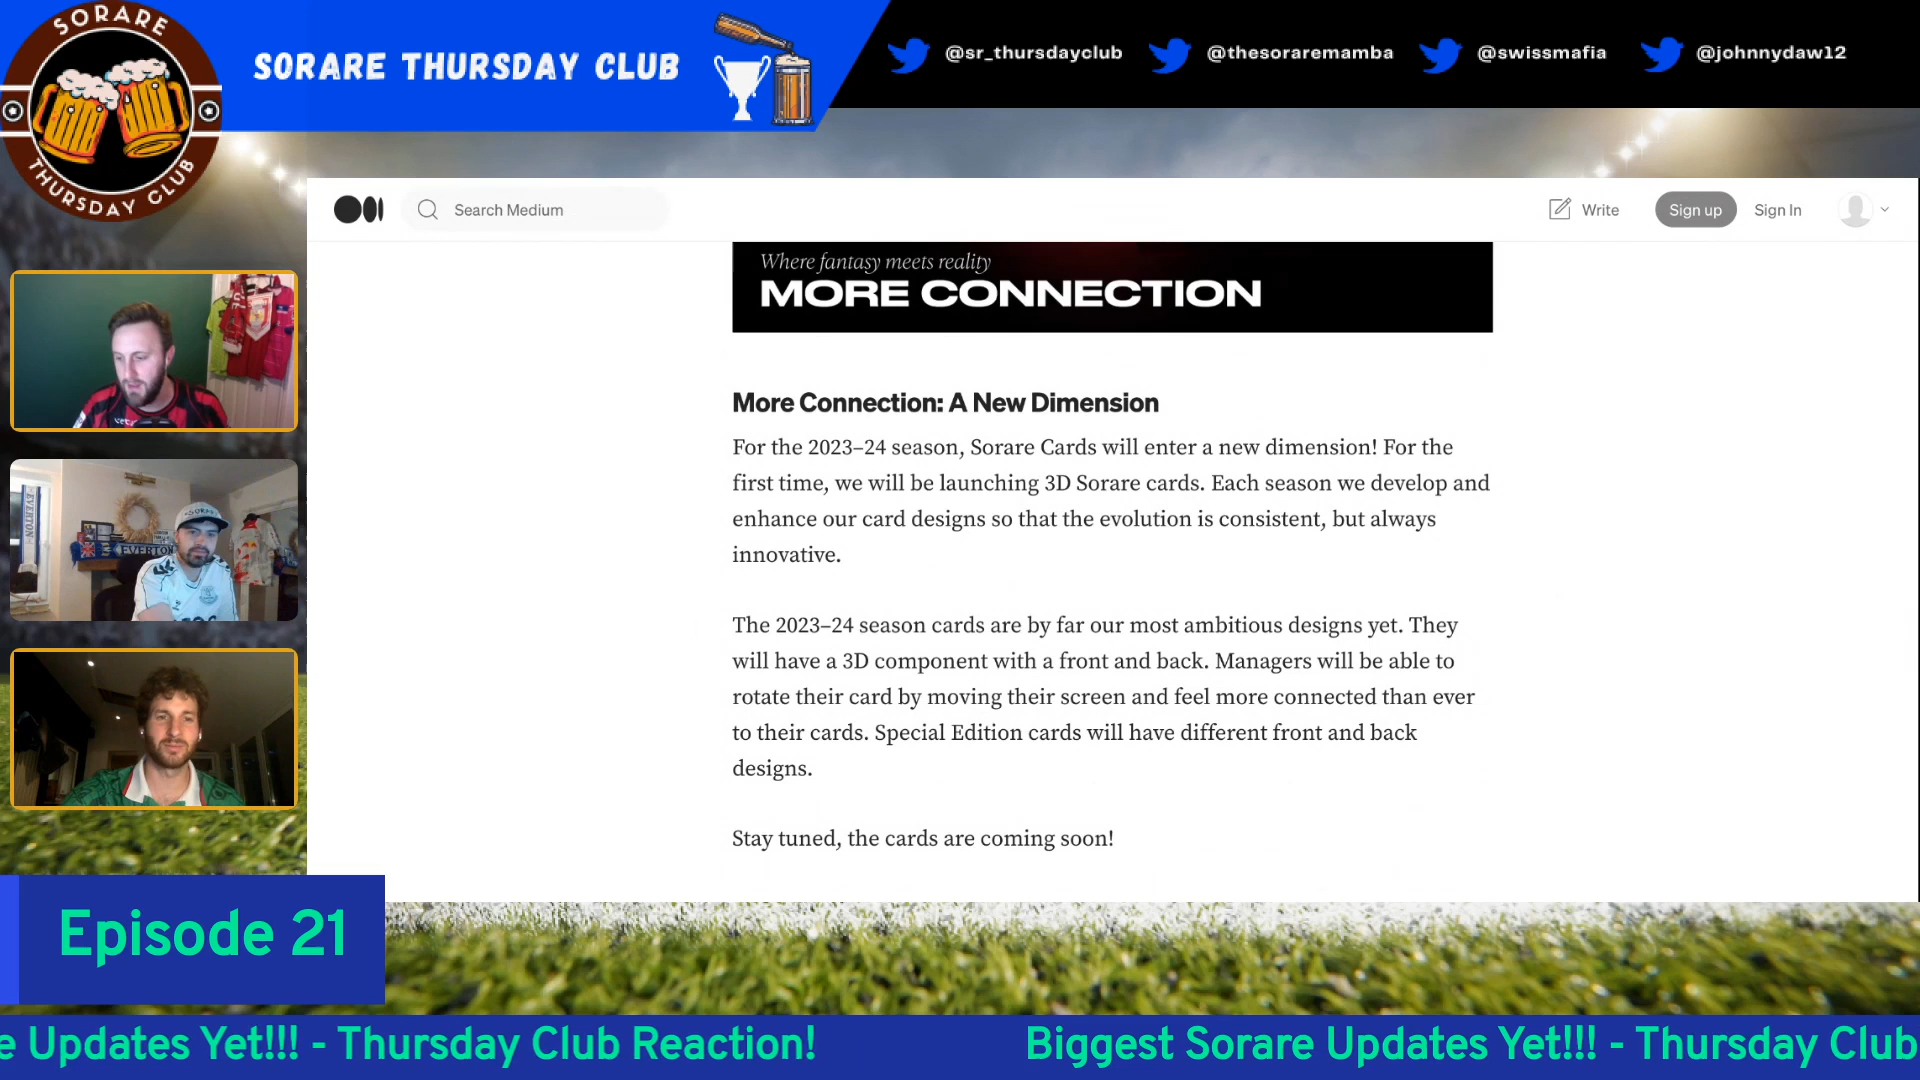 SORARE
THURSDAY CLUB
SORARE THURSDAY CLUB
@sr_thursdayclub
@thesoraremamba
@swissmafia
@johnnydaw12
Search Medium
Write
Sign up
Sign In
Where fantasy meets reality
MORE CONNECTION
More Connection: A New Dimension
For the 2023–24 season, Sorare Cards will enter a new dimension! For the
first time, we will be launching 3D Sorare cards. Each season we develop and
enhance our card designs so that the evolution is consistent, but always
innovative.
The 2023–24 season cards are by far our most ambitious designs yet. They
will have a 3D component with a front and back. Managers will be able to
rotate their card by moving their screen and feel more connected than ever
to their cards. Special Edition cards will have different front and back
designs.
Stay tuned, the cards are coming soon!
EVERTON
EVERTON
SORARE
Episode 21
e Updates Yet!!! - Thursday Club Reaction!
Biggest Sorare Updates Yet!!! - Thursday Club